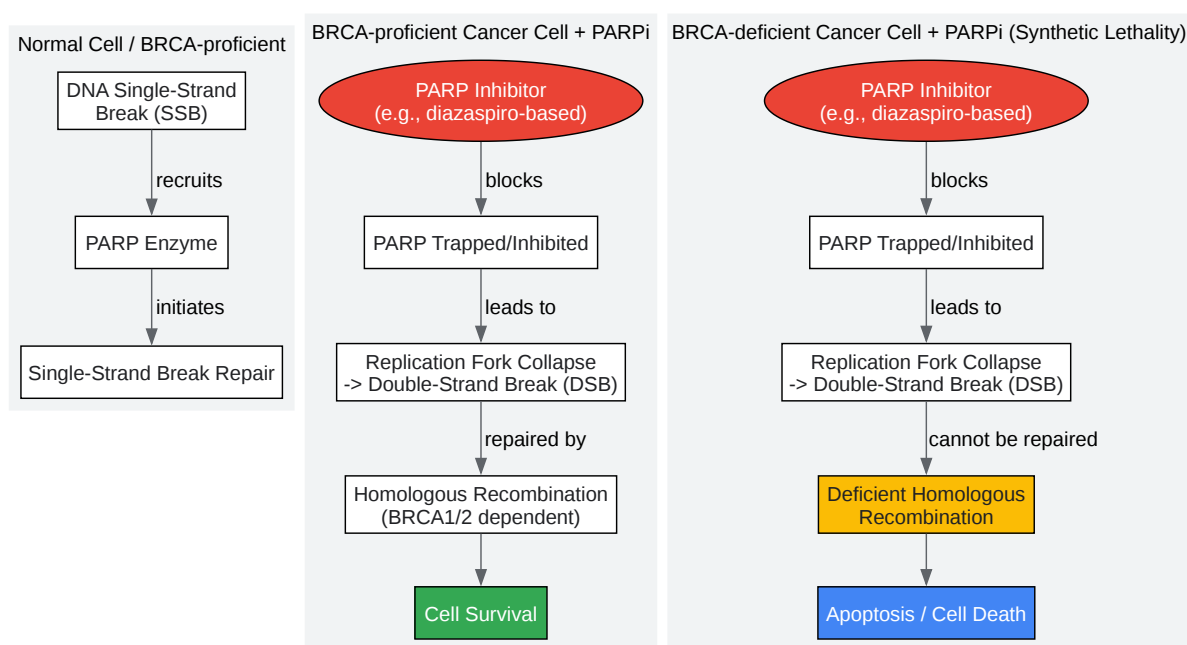 Normal Cell / BRCA-proficient
DNA Single-Strand
Break (SSB)
recruits
PARP Enzyme
initiates
Single-Strand Break Repair
BRCA-proficient Cancer Cell + PARPi
PARP Inhibitor
(e.g., diazaspiro-based)
blocks
PARP Trapped/Inhibited
leads to
Replication Fork Collapse
-> Double-Strand Break (DSB)
repaired by
Homologous Recombination
(BRCA1/2 dependent)
Cell Survival
BRCA-deficient Cancer Cell + PARPi (Synthetic Lethality)
PARP Inhibitor
(e.g., diazaspiro-based)
blocks
PARP Trapped/Inhibited
leads to
Replication Fork Collapse
-> Double-Strand Break (DSB)
cannot be repaired
Deficient Homologous
Recombination
Apoptosis / Cell Death